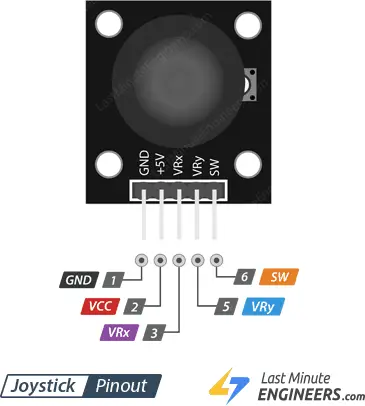 GND +5V VRx VRy SW
GND 1
6 SW
VCC 2
5 VRy
VRx 3
Joystick Pinout
Last Minute
ENGINEERS.com